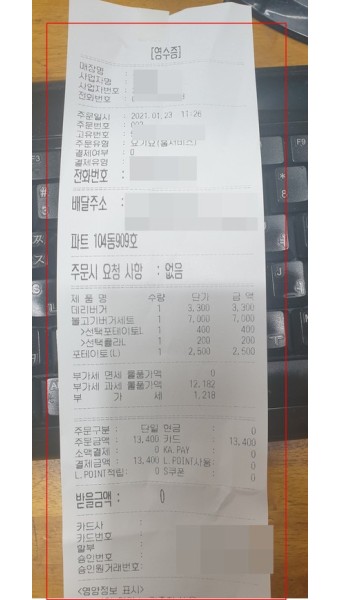 [영수증]
매장명 :
사업자명 :
사업자번호 :
전화번호 :
주문일시 : 2021.01.23 11:26
주문번호 :
고유번호 :
주문유형 : 요기요(홈서비스)
결제여부 : 0
결제유형 :
전화번호 :
배달주소 :
파트 104동909호
주문시 요청 사항 : 없음
제 품 명 수량 단가 금 액
데리버거 1 3,300 3,300
불고기버거세트 1 7,000 7,000
>선택포테이토L 1 400 400
>선택콜라L 1 200 200
포테이토(L) 1 2,500 2,500
부가세 면세 물품가액 0
부가세 과세 물품가액 12,182
부 가 세 1,218
주문구분 : 단일 현금 : 0
주문금액 : 13,400 카드 : 13,400
소액결제 : 0 KA.PAY : 0
결제금액 : 13,400 L.POINT사용: 0
L.POINT적립: 0 S쿠폰 : 0
받을금액 : 0
카드사 :
카드번호 :
할부 :
승인번호 :
승인원거래번호:
<영양정보 표시>